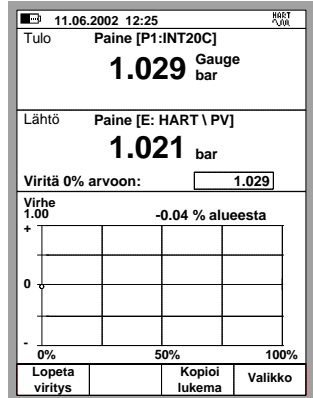 11.06.2002 12:25 HART
Tulo Paine [P1:INT20C]
1.029 Gauge bar
Lähtö Paine [E: HART \ PV]
1.021 bar
Viritä 0% arvoon: 1.029
Virhe
1.00 -0.04 % alueesta
+
0
-
0% 50% 100%
Lopeta viritys Kopioi lukema Valikko